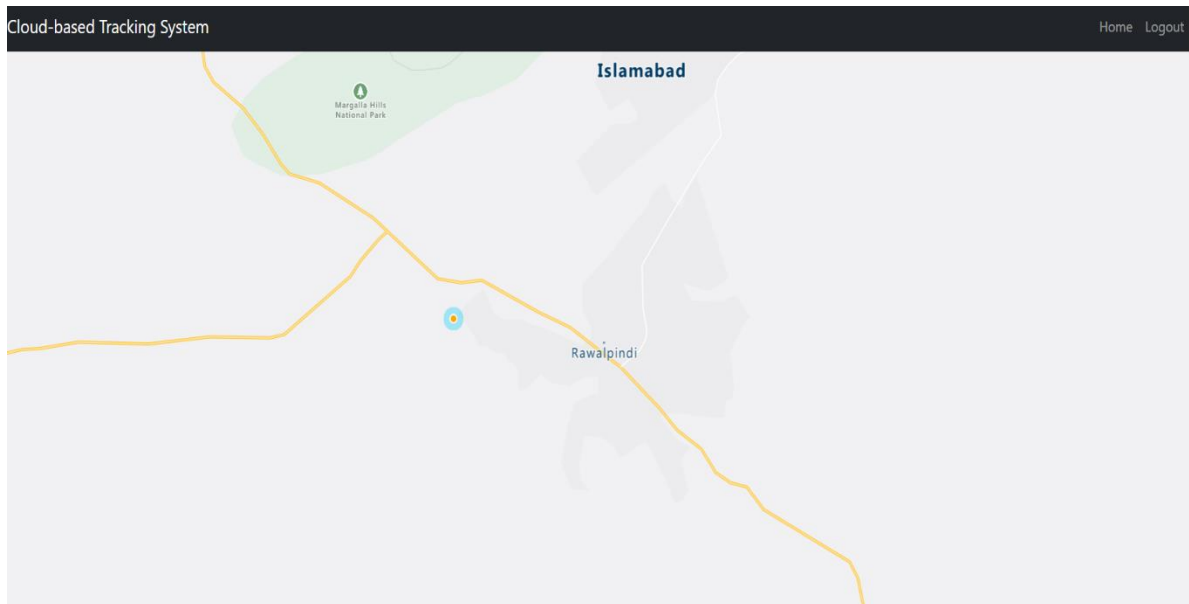 Cloud-based Tracking System
Home Logout
Islamabad
Margalla Hills
National Park
Rawalpindi